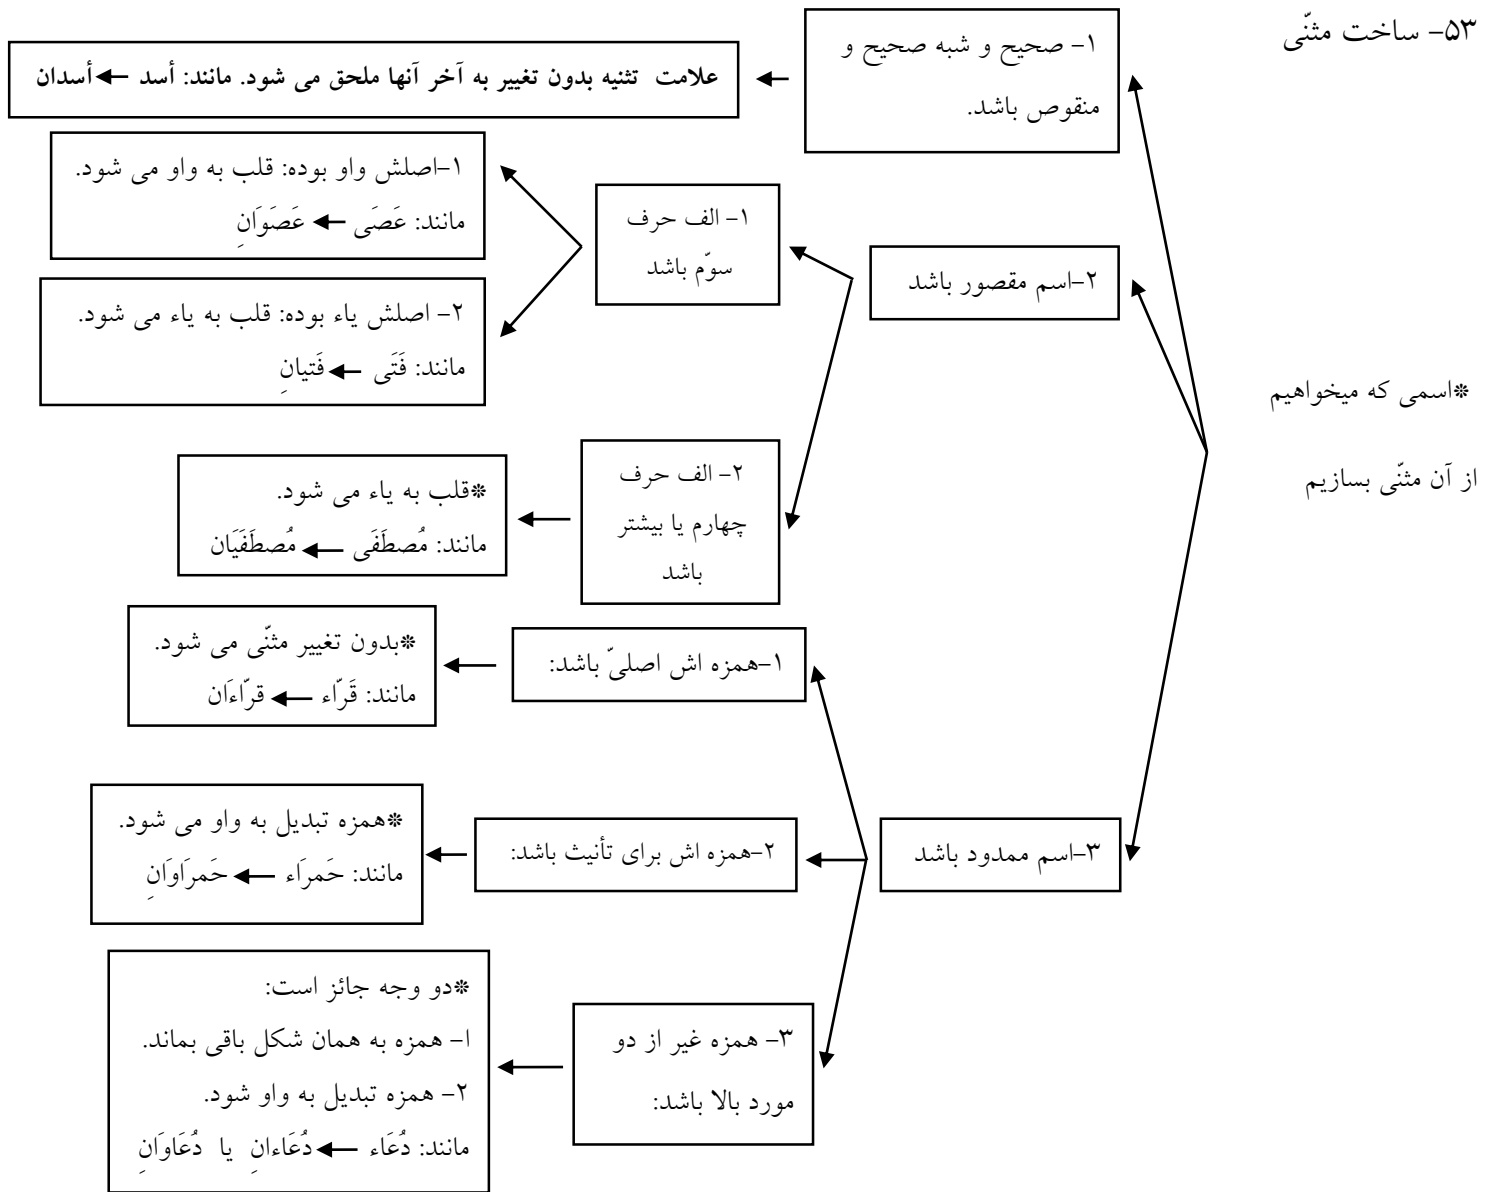 ۵۳- ساخت مثنّی
*اسمی که میخواهیم
از آن مثنّی بسازیم
۱- صحیح و شبه صحیح و
منقوص باشد.
علامت تثنیه بدون تغییر به آخر آنها ملحق می شود. مانند: أسد ← أسدان
۲-اسم مقصور باشد
۱- الف حرف
سوّم باشد
۱-اصلش واو بوده: قلب به واو می شود.
مانند: عَصَی ← عَصَوَانِ
۲- اصلش یاء بوده: قلب به یاء می شود.
مانند: فَتَی ← فَتیانِ
۲- الف حرف
چهارم یا بیشتر
باشد
*قلب به یاء می شود.
مانند: مُصطَفَی ← مُصطَفَیَان
۳-اسم ممدود باشد
۱-همزه اش اصلیّ باشد:
*بدون تغییر مثنّی می شود.
مانند: قَرّاء ← قرّاءَان
۲-همزه اش برای تأنیث باشد:
*همزه تبدیل به واو می شود.
مانند: حَمرَاء ← حَمرَاوَانِ
۳- همزه غیر از دو
مورد بالا باشد:
*دو وجه جائز است:
ا- همزه به همان شکل باقی بماند.
۲- همزه تبدیل به واو شود.
مانند: دُعَاء ← دُعَاءانِ یا دُعَاوَانِ